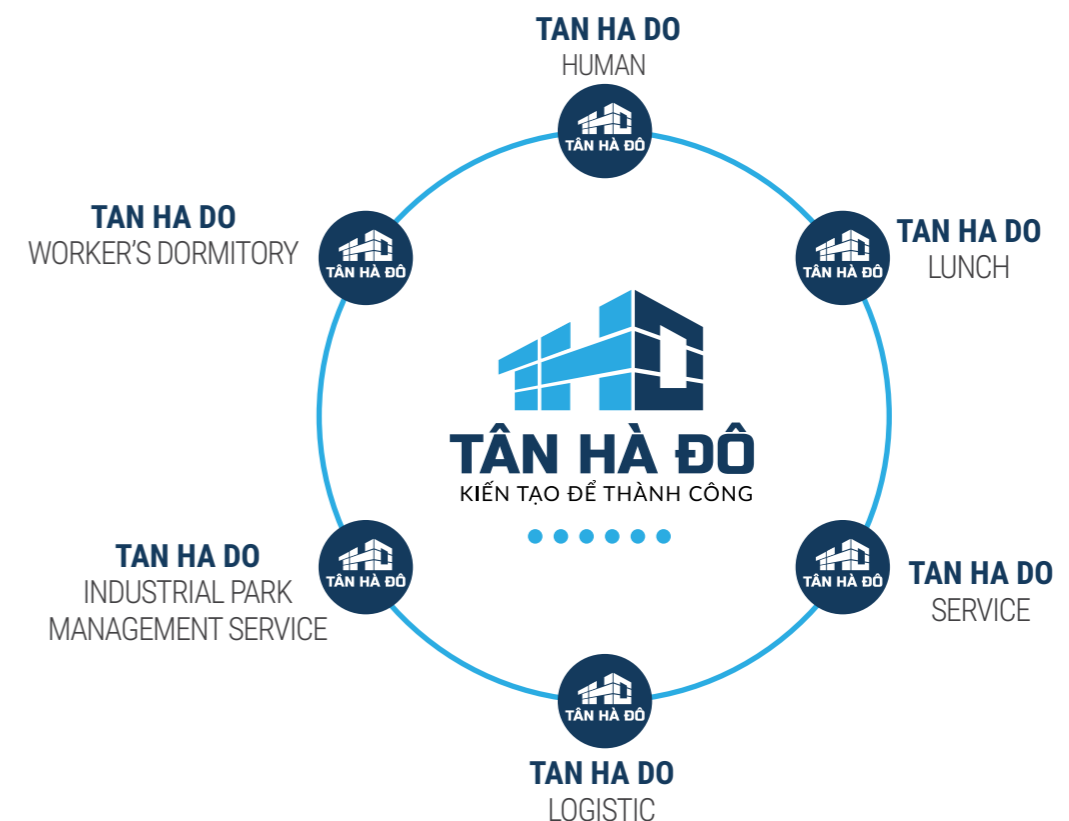 TAN HA DO
HUMAN
TÂN HÀ ĐÔ
TAN HA DO
WORKER'S DORMITORY
TÂN HÀ ĐÔ
TÂN HÀ ĐÔ
TAN HA DO
LUNCH
TÂN HÀ ĐÔ
KIẾN TẠO ĐỂ THÀNH CÔNG
TAN HA DO
INDUSTRIAL PARK
MANAGEMENT SERVICE
TÂN HÀ ĐÔ
TÂN HÀ ĐÔ
TAN HA DO
SERVICE
TÂN HÀ ĐÔ
TAN HA DO
LOGISTIC